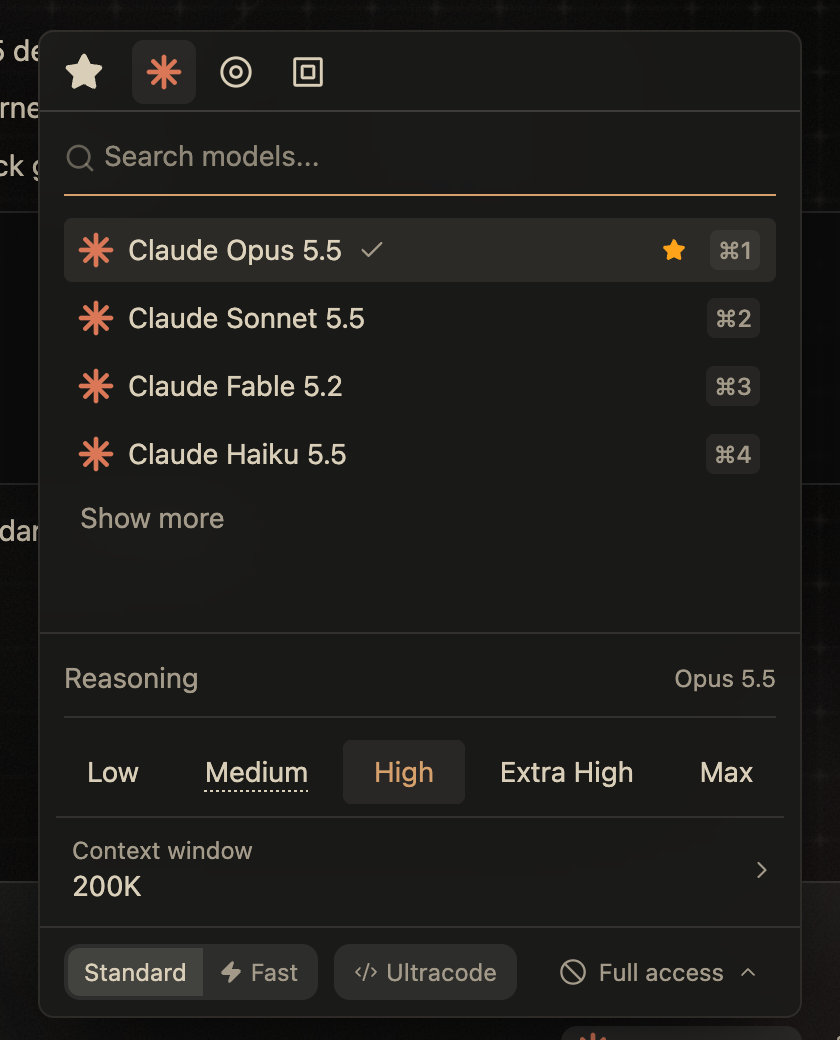 Search models...
Claude Opus 5.5
⌘1
Claude Sonnet 5.5
⌘2
Claude Fable 5.2
⌘3
Claude Haiku 5.5
⌘4
Show more
Reasoning
Opus 5.5
Low Medium High Extra High Max
Context window
200K
Standard Fast </> Ultracode Full access